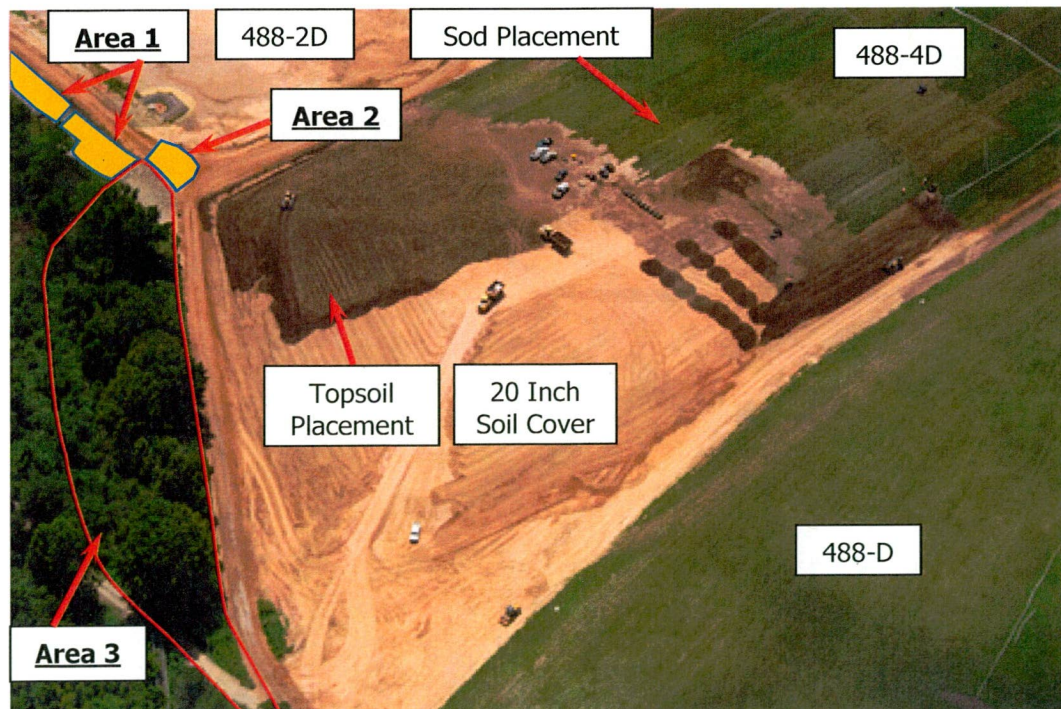 Area 1
488-2D
Sod Placement
488-4D
Area 2
Topsoil
Placement
20 Inch
Soil Cover
488-D
Area 3